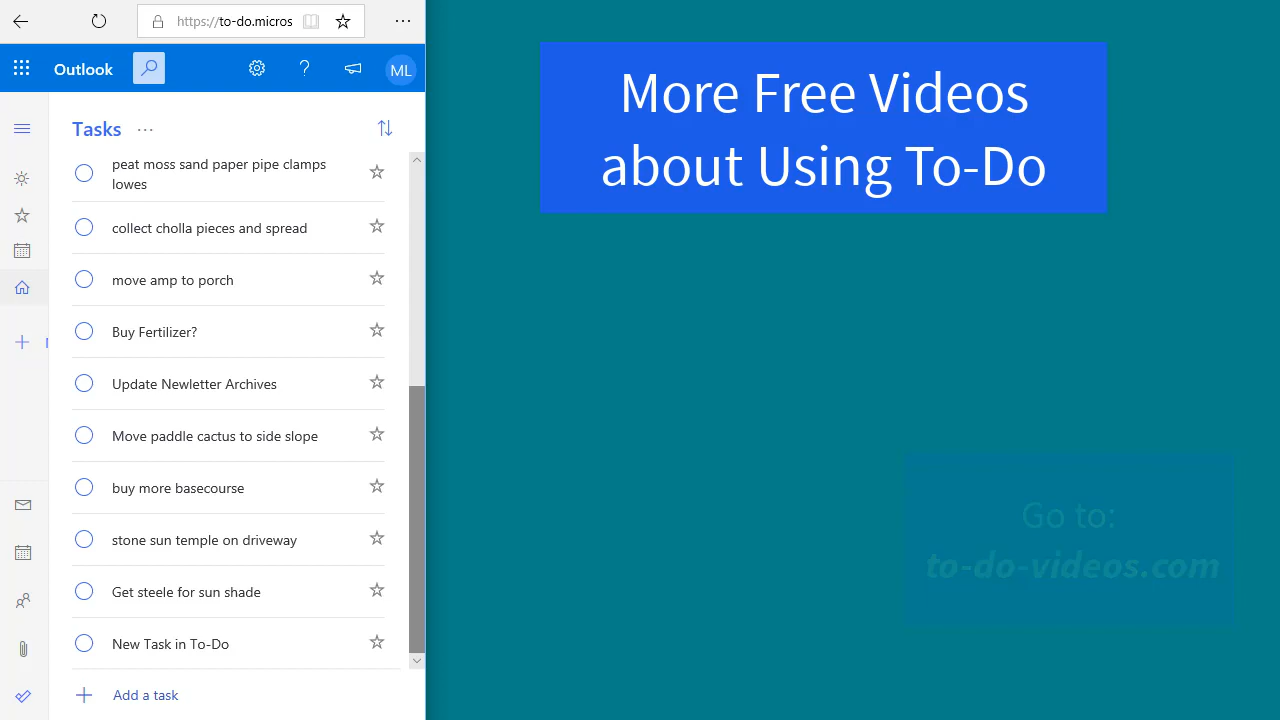 https://to-do.micros
Outlook
ML
Tasks
peat moss sand paper pipe clamps
lowes
collect cholla pieces and spread
move amp to porch
Buy Fertilizer?
Update Newletter Archives
Move paddle cactus to side slope
buy more basecourse
stone sun temple on driveway
Get steele for sun shade
New Task in To-Do
Add a task
More Free Videos
about Using To-Do
Go to:
to-do-videos.com